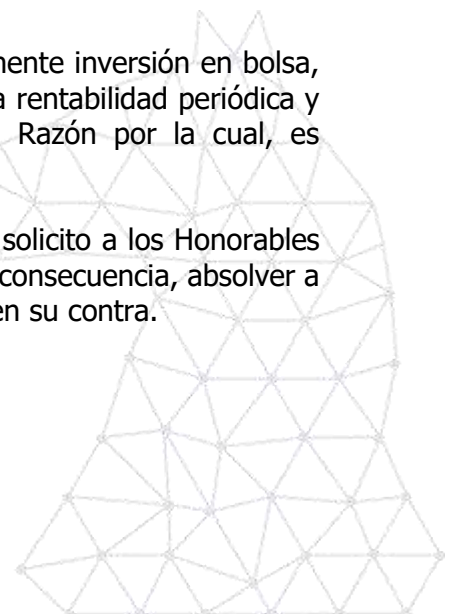 mente inversión en bolsa,
a rentabilidad periódica y
Razón por la cual, es
solicito a los Honorables
consecuencia, absolver a
en su contra.